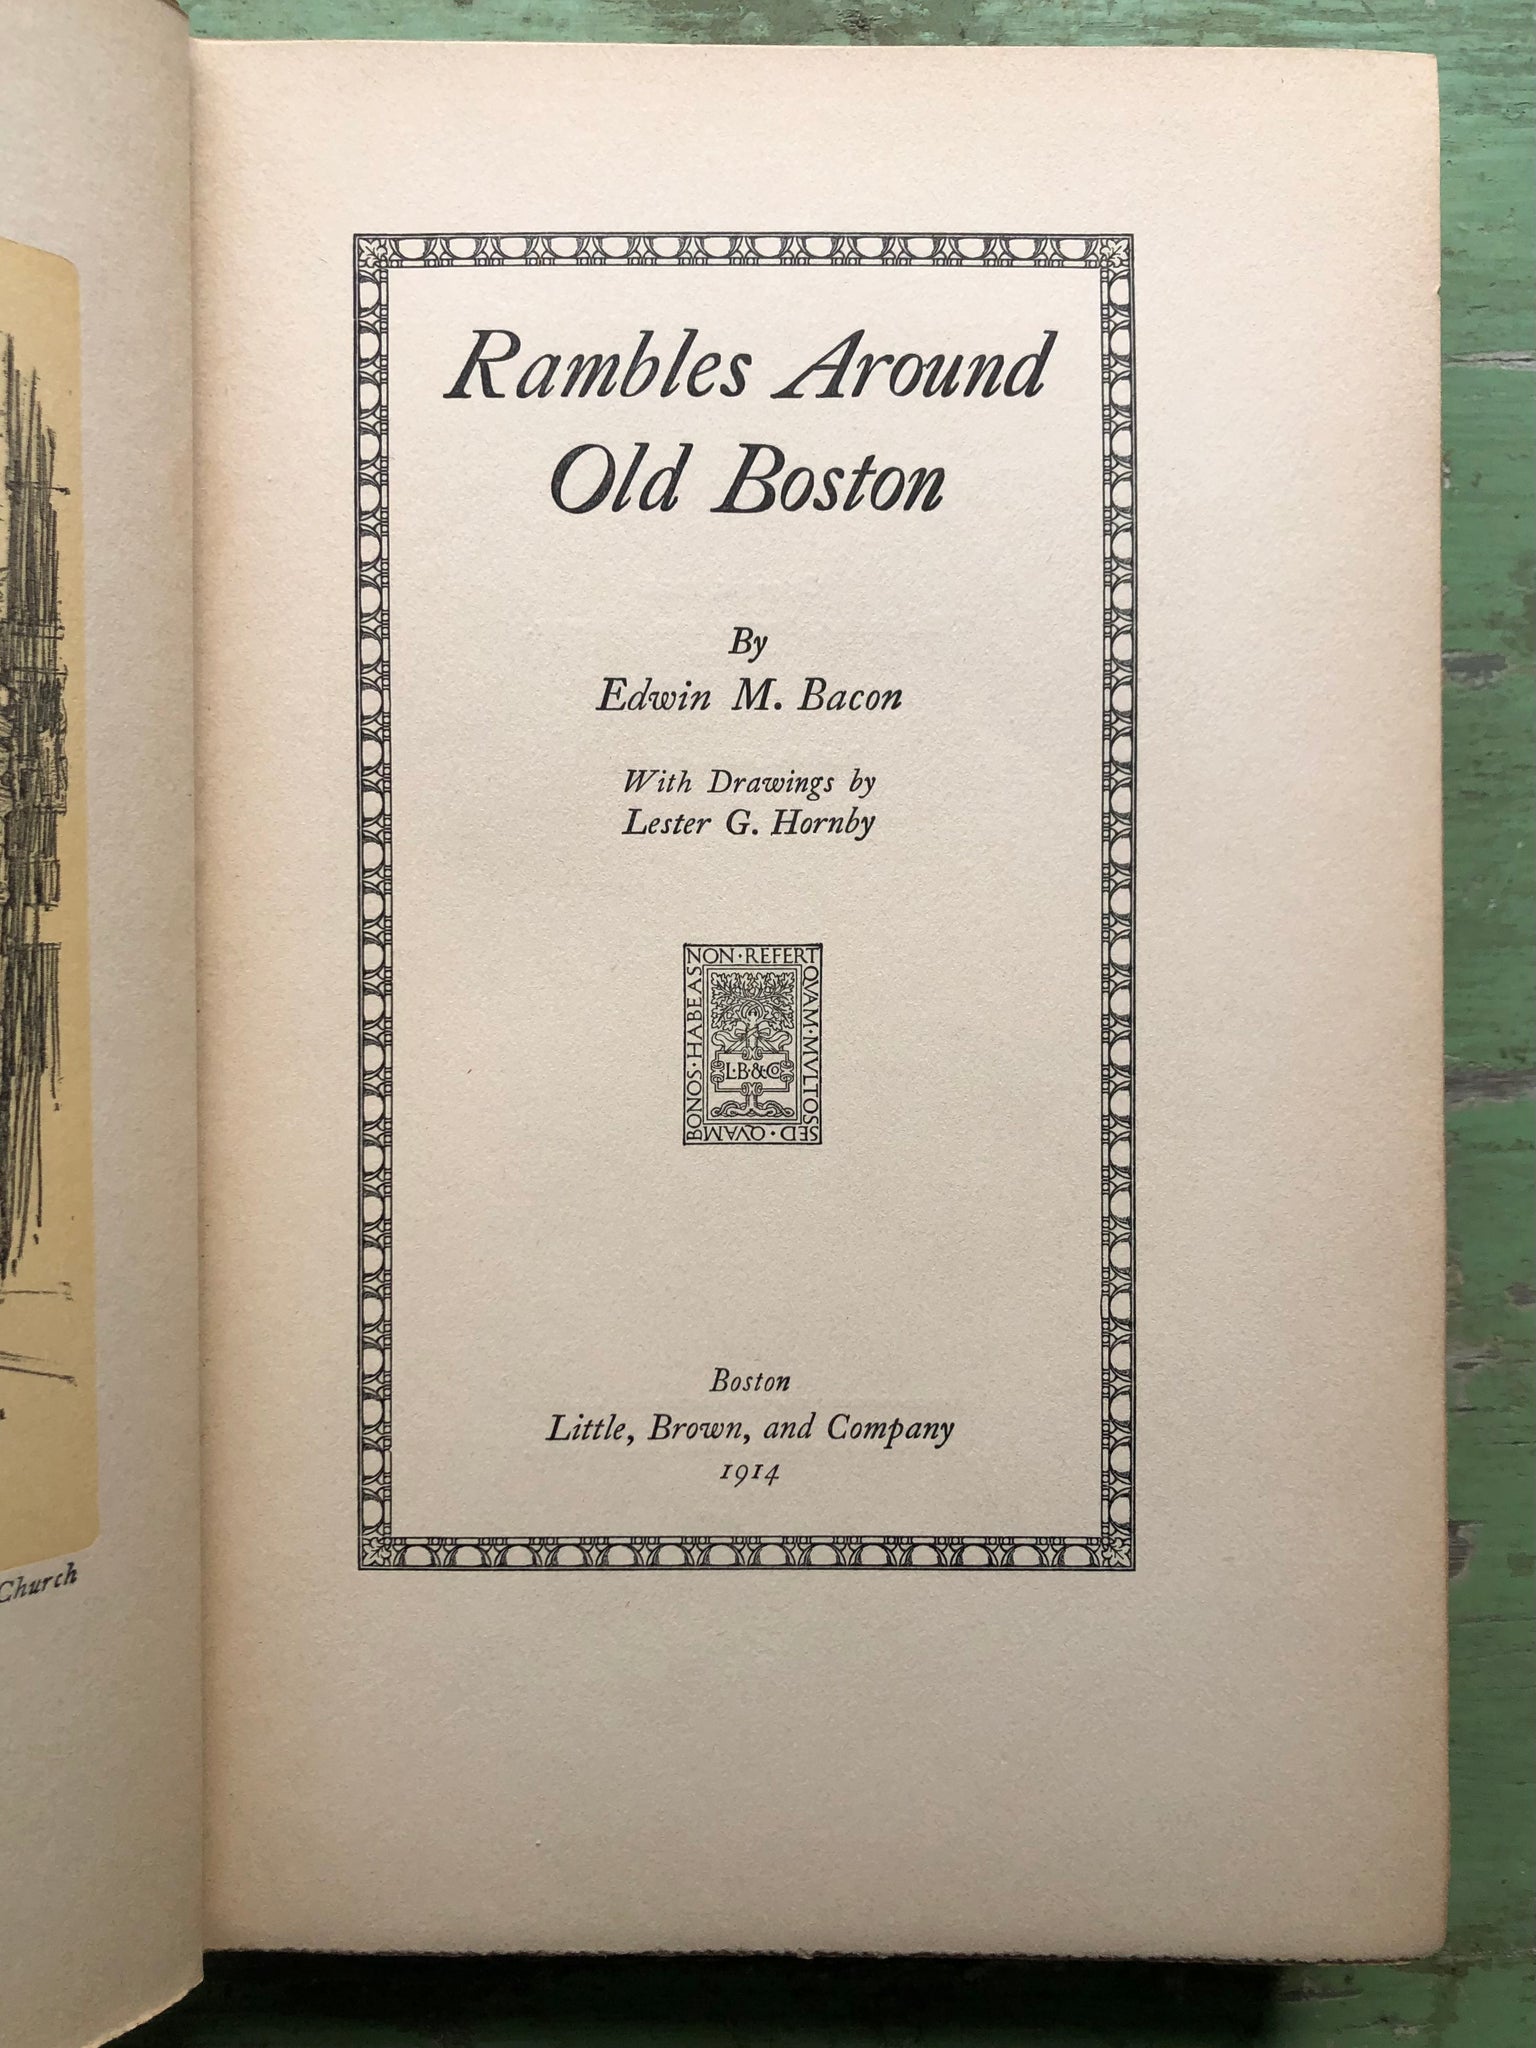 Rambles Around
Old Boston
By
Edwin M. Bacon
With Drawings by
Lester G. Hornby
NON · REFERT
QVAM · MVLTOS
SED · QVAM
BONOS · HABEAS
L · B · & Co
Boston
Little, Brown, and Company
1914
Church